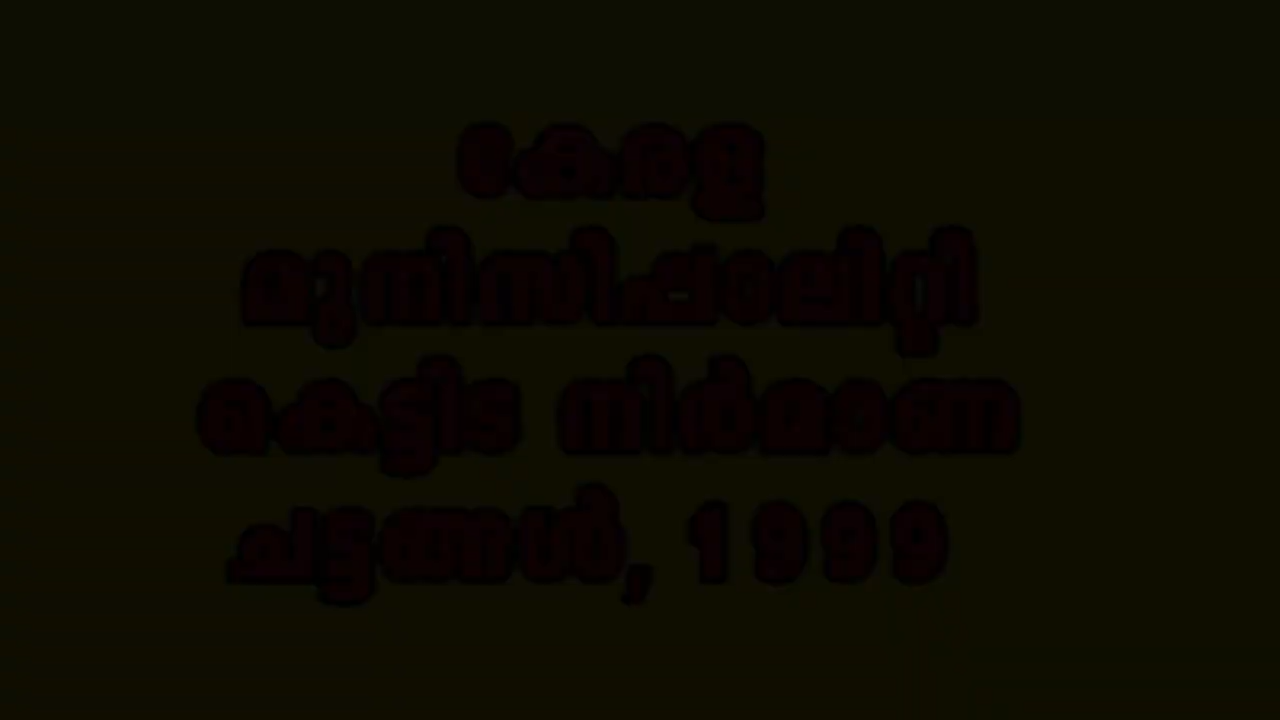 കേരള
മുനിസിപ്പാലിറ്റി
കെട്ടിട നിർമാണ
ചട്ടങ്ങൾ, 1999